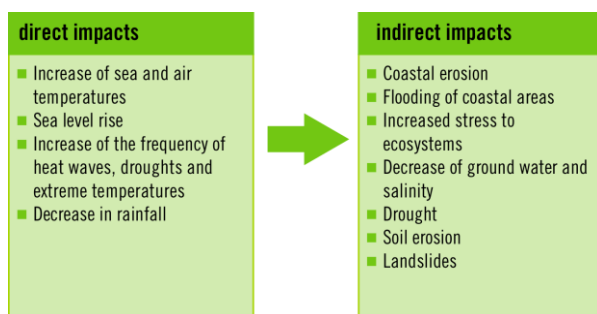 direct impacts
Increase of sea and air
temperatures
Sea level rise
Increase of the frequency of
heat waves, droughts and
extreme temperatures
Decrease in rainfall
indirect impacts
Coastal erosion
Flooding of coastal areas
Increased stress to
ecosystems
Decrease of ground water and
salinity
Drought
Soil erosion
Landslides